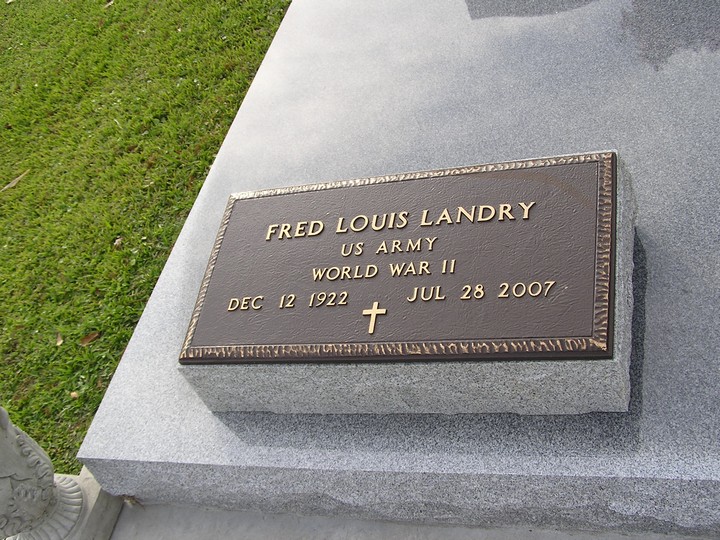 FRED LOUIS LANDRY
US ARMY
WORLD WAR II
DEC 12 1922 JUL 28 2007